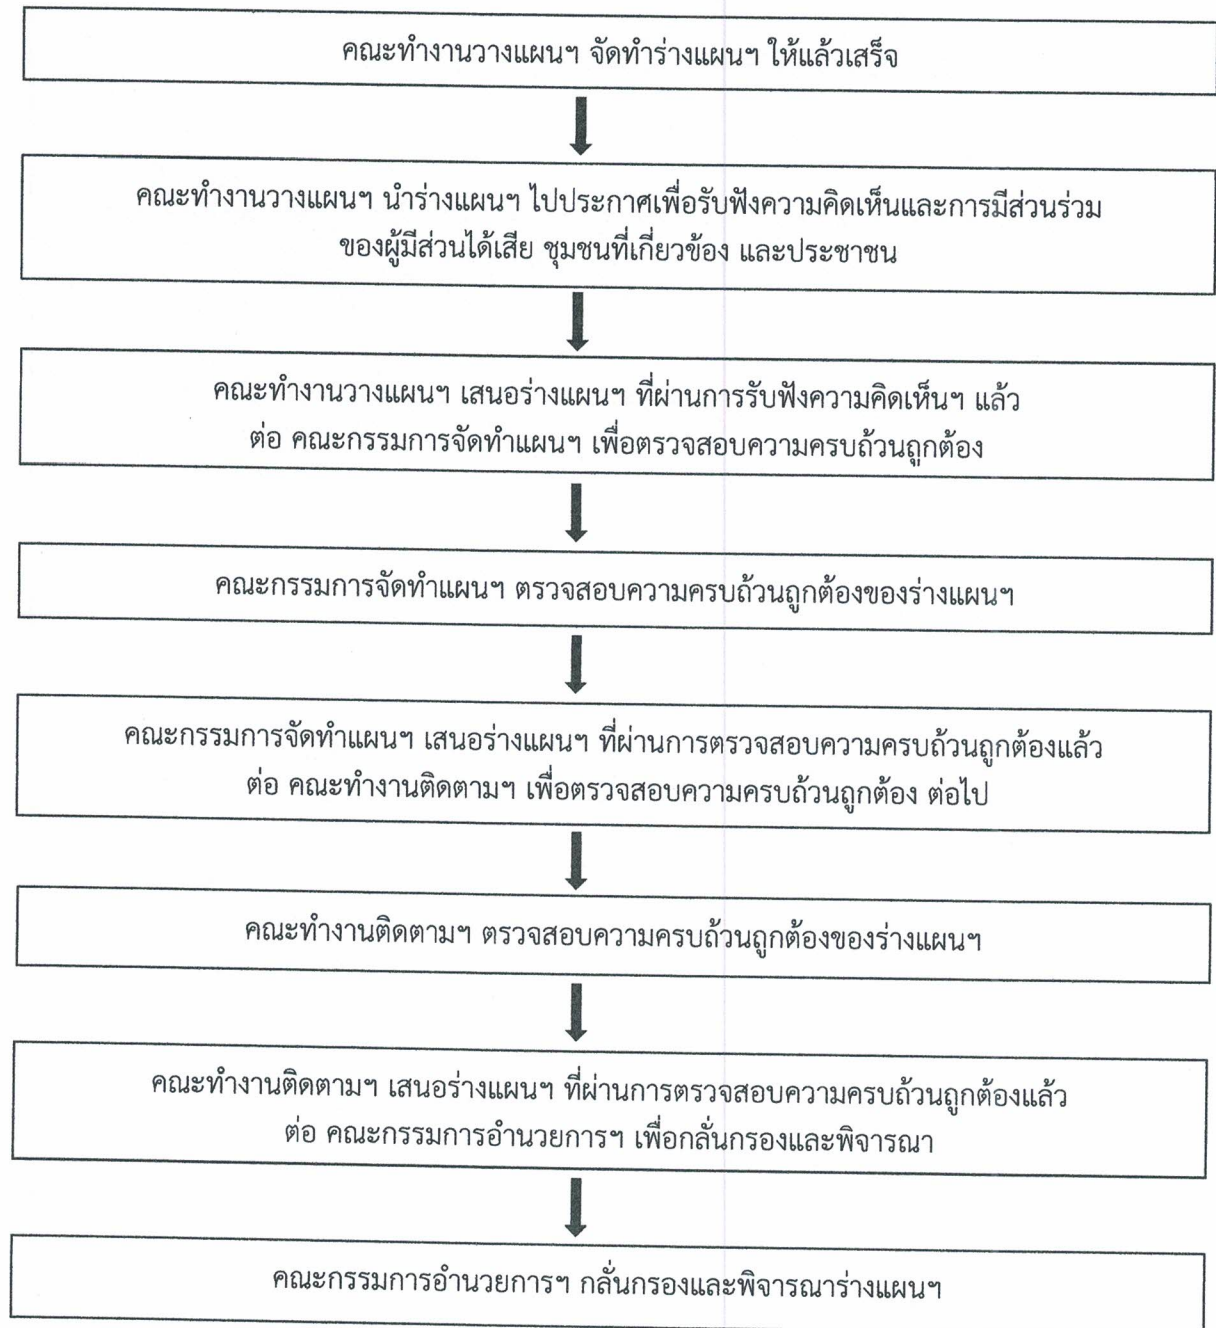 คณะทำงานวางแผนฯ จัดทำร่างแผนฯ ให้แล้วเสร็จ
คณะทำงานวางแผนฯ นำร่างแผนฯ ไปประกาศเพื่อรับฟังความคิดเห็นและการมีส่วนร่วม
ของผู้มีส่วนได้เสีย ชุมชนที่เกี่ยวข้อง และประชาชน
คณะทำงานวางแผนฯ เสนอร่างแผนฯ ที่ผ่านการรับฟังความคิดเห็นฯ แล้ว
ต่อ คณะกรรมการจัดทำแผนฯ เพื่อตรวจสอบความครบถ้วนถูกต้อง
คณะกรรมการจัดทำแผนฯ ตรวจสอบความครบถ้วนถูกต้องของร่างแผนฯ
คณะกรรมการจัดทำแผนฯ เสนอร่างแผนฯ ที่ผ่านการตรวจสอบความครบถ้วนถูกต้องแล้ว
ต่อ คณะทำงานติดตามฯ เพื่อตรวจสอบความครบถ้วนถูกต้อง ต่อไป
คณะทำงานติดตามฯ ตรวจสอบความครบถ้วนถูกต้องของร่างแผนฯ
คณะทำงานติดตามฯ เสนอร่างแผนฯ ที่ผ่านการตรวจสอบความครบถ้วนถูกต้องแล้ว
ต่อ คณะกรรมการอำนวยการฯ เพื่อกลั่นกรองและพิจารณา
คณะกรรมการอำนวยการฯ กลั่นกรองและพิจารณาร่างแผนฯ